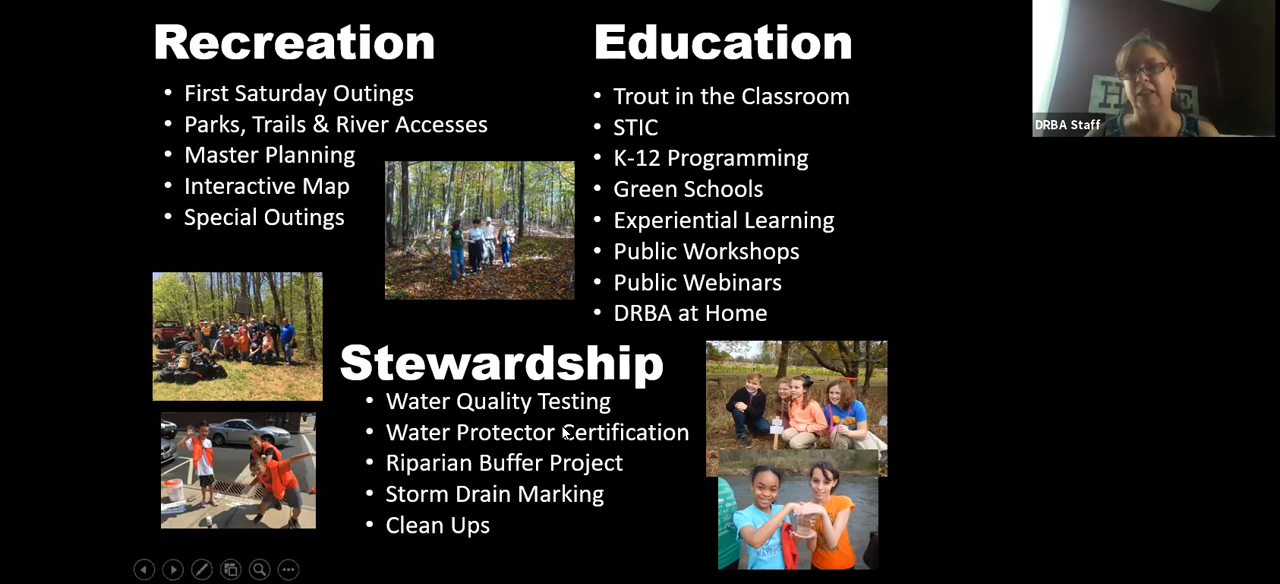 Recreation
• First Saturday Outings
• Parks, Trails & River Accesses
• Master Planning
• Interactive Map
• Special Outings
Education
• Trout in the Classroom
• STIC
• K-12 Programming
• Green Schools
• Experiential Learning
• Public Workshops
• Public Webinars
• DRBA at Home
Stewardship
• Water Quality Testing
• Water Protector Certification
• Riparian Buffer Project
• Storm Drain Marking
• Clean Ups
DRBA Staff